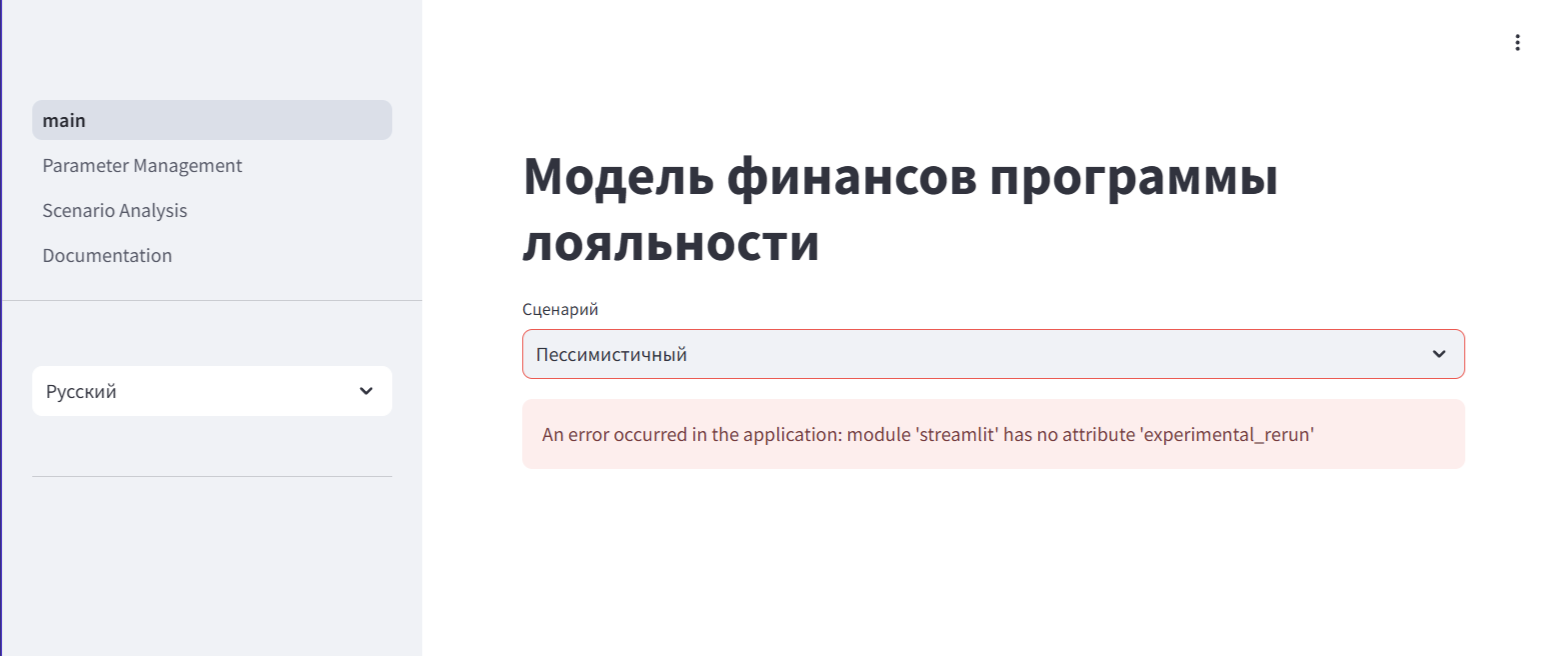 main
Parameter Management
Scenario Analysis
Documentation
Русский
Модель финансов программы
лояльности
Сценарий
Пессимистичный
An error occurred in the application: module 'streamlit' has no attribute 'experimental_rerun'